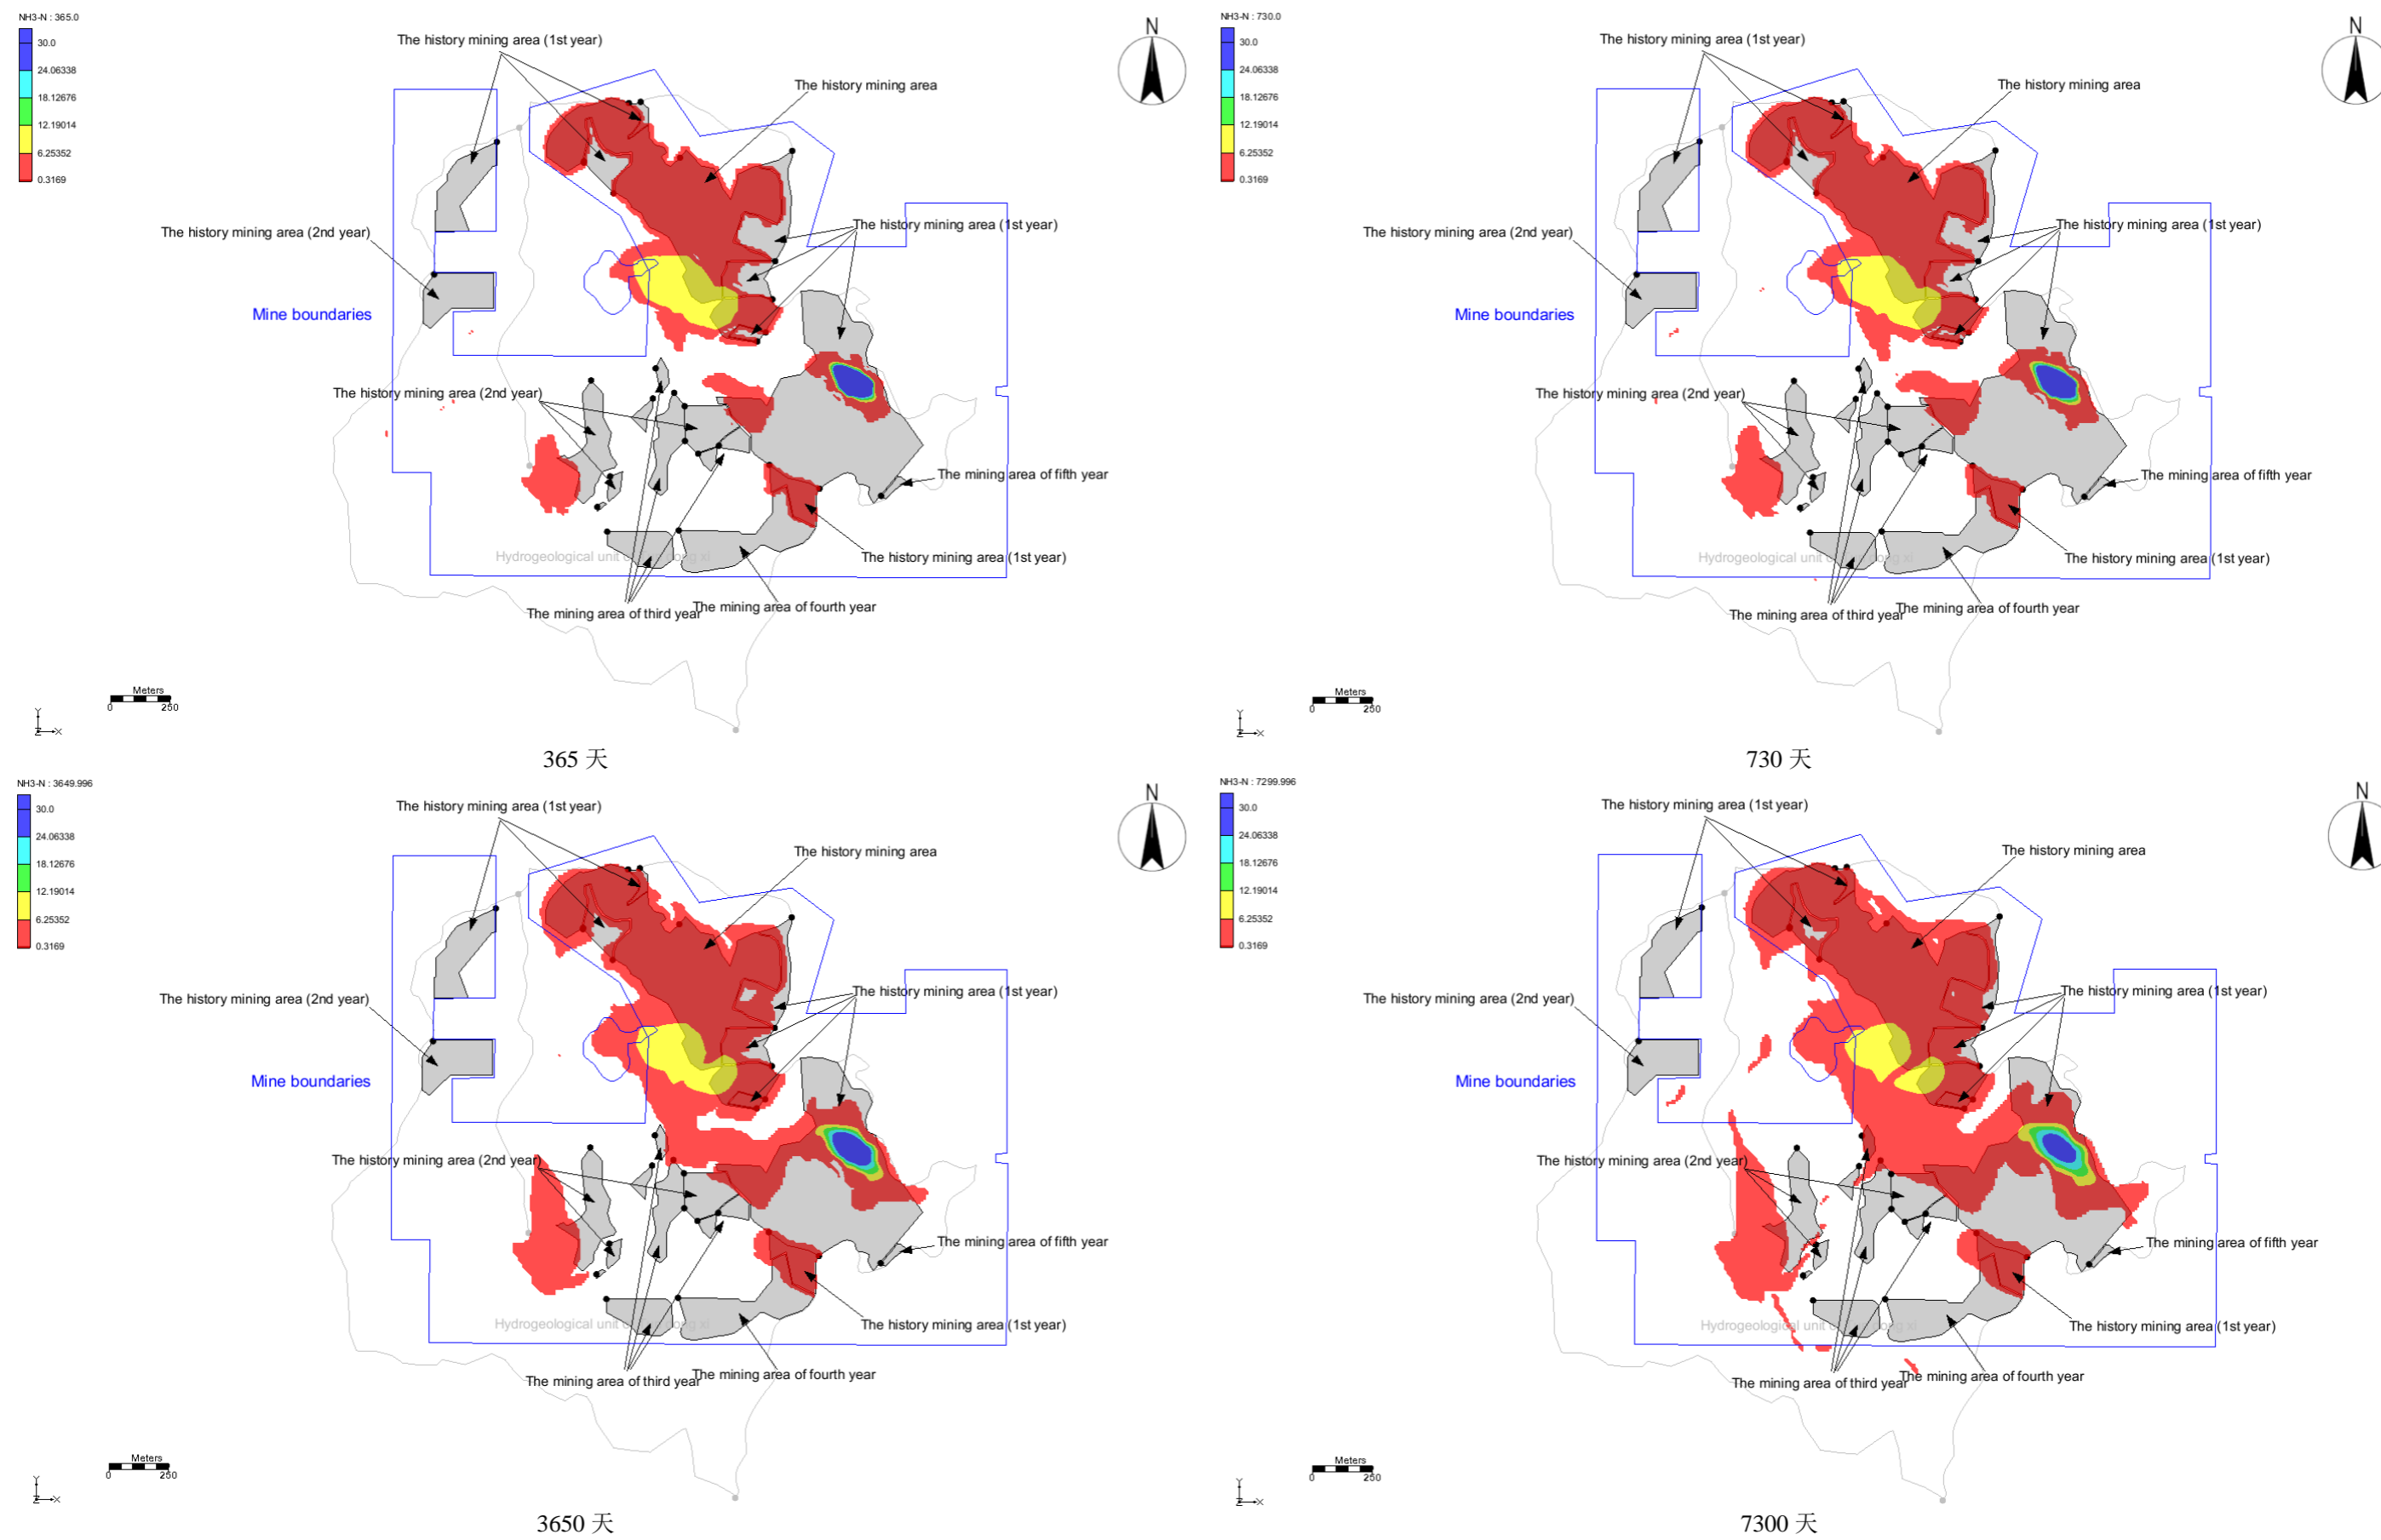 NH3-N : 365.0
30.0
24.06338
18.12676
12.19014
6.25352
0.3169
The history mining area (1st year)
N
The history mining area
The history mining area (1st year)
The history mining area (2nd year)
Mine boundaries
The history mining area (2nd year)
The mining area of fifth year
Hydrogeological unit
The history mining area (1st year)
The mining area of third year
The mining area of fourth year
Meters
0 250
Y
Z X
365 天
NH3-N : 730.0
30.0
24.06338
18.12676
12.19014
6.25352
0.3169
The history mining area (1st year)
N
The history mining area
The history mining area (1st year)
The history mining area (2nd year)
Mine boundaries
The history mining area (2nd year)
The mining area of fifth year
Hydrogeological unit
The history mining area (1st year)
The mining area of third year
The mining area of fourth year
Meters
0 250
Y
Z X
730 天
NH3-N : 3649.996
30.0
24.06338
18.12676
12.19014
6.25352
0.3169
The history mining area (1st year)
N
The history mining area
The history mining area (1st year)
The history mining area (2nd year)
Mine boundaries
The history mining area (2nd year)
The mining area of fifth year
Hydrogeological unit
The history mining area (1st year)
The mining area of third year
The mining area of fourth year
Meters
0 250
Y
Z X
3650 天
NH3-N : 7299.996
30.0
24.06338
18.12676
12.19014
6.25352
0.3169
The history mining area (1st year)
N
The history mining area
The history mining area (1st year)
The history mining area (2nd year)
Mine boundaries
The history mining area (2nd year)
The mining area of fifth year
Hydrogeological unit
The history mining area (1st year)
The mining area of third year
The mining area of fourth year
Meters
0 250
Y
Z X
7300 天